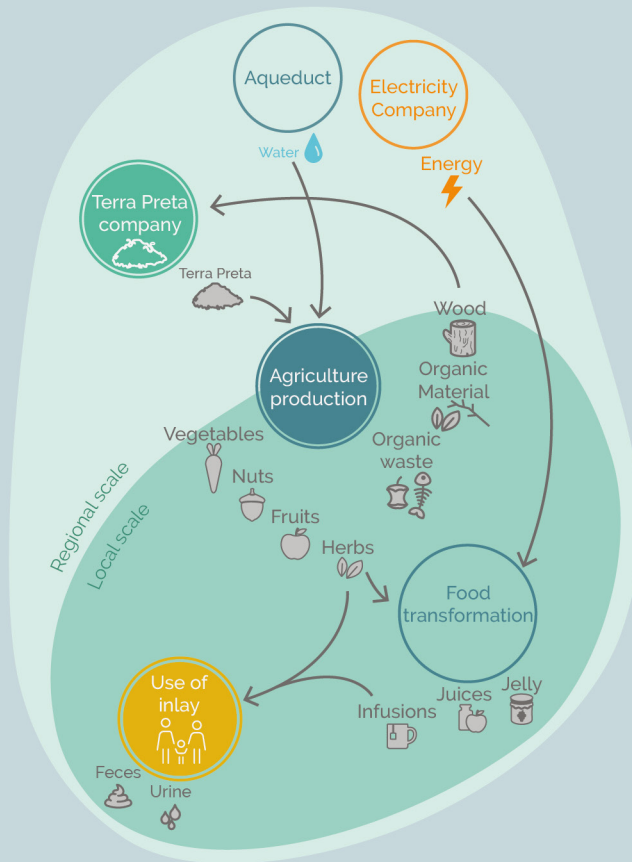 Aqueduct
Electricity
Company
Water
Energy
Terra Preta
company
Terra Preta
Wood
Organic
Material
Agriculture
production
Organic
waste
Vegetables
Nuts
Fruits
Herbs
Regional scale
Local scale
Food
transformation
Use of
inlay
Infusions
Juices
Jelly
Feces
Urine